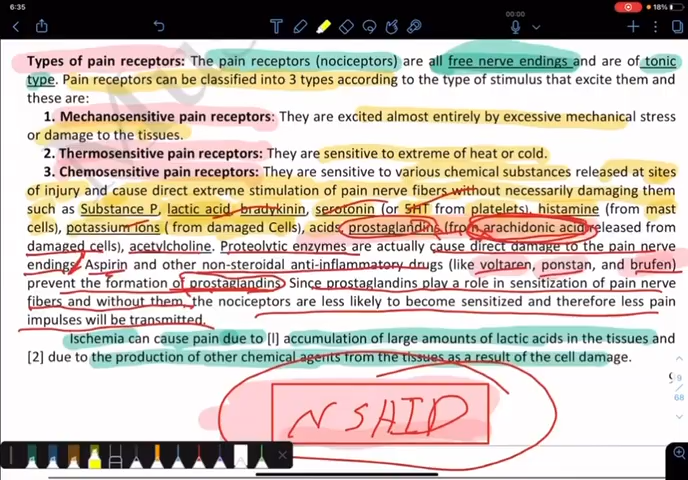 6:35
18%
00:00
Types of pain receptors: The pain receptors (nociceptors) are all free nerve endings and are of tonic
type. Pain receptors can be classified into 3 types according to the type of stimulus that excite them and
these are:
1. Mechanosensitive pain receptors: They are excited almost entirely by excessive mechanical stress
or damage to the tissues.
2. Thermosensitive pain receptors: They are sensitive to extreme of heat or cold.
3. Chemosensitive pain receptors: They are sensitive to various chemical substances released at sites
of injury and cause direct extreme stimulation of pain nerve fibers without necessarily damaging them
such as Substance P, lactic acid, bradykinin, serotonin (or 5HT from platelets), histamine (from mast
cells), potassium ions (from damaged Cells), acids, prostaglandins (from arachidonic acid released from
damaged cells), acetylcholine. Proteolytic enzymes are actually cause direct damage to the pain nerve
endings. Aspirin and other non-steroidal anti-inflammatory drugs (like voltaren, ponstan, and brufen)
prevent the formation of prostaglandins. Since prostaglandins play a role in sensitization of pain nerve
fibers and without them, the nociceptors are less likely to become sensitized and therefore less pain
impulses will be transmitted.
Ischemia can cause pain due to [I] accumulation of large amounts of lactic acids in the tissues and
[2] due to the production of other chemical agents from the tissues as a result of the cell damage.
9
68
NSAID